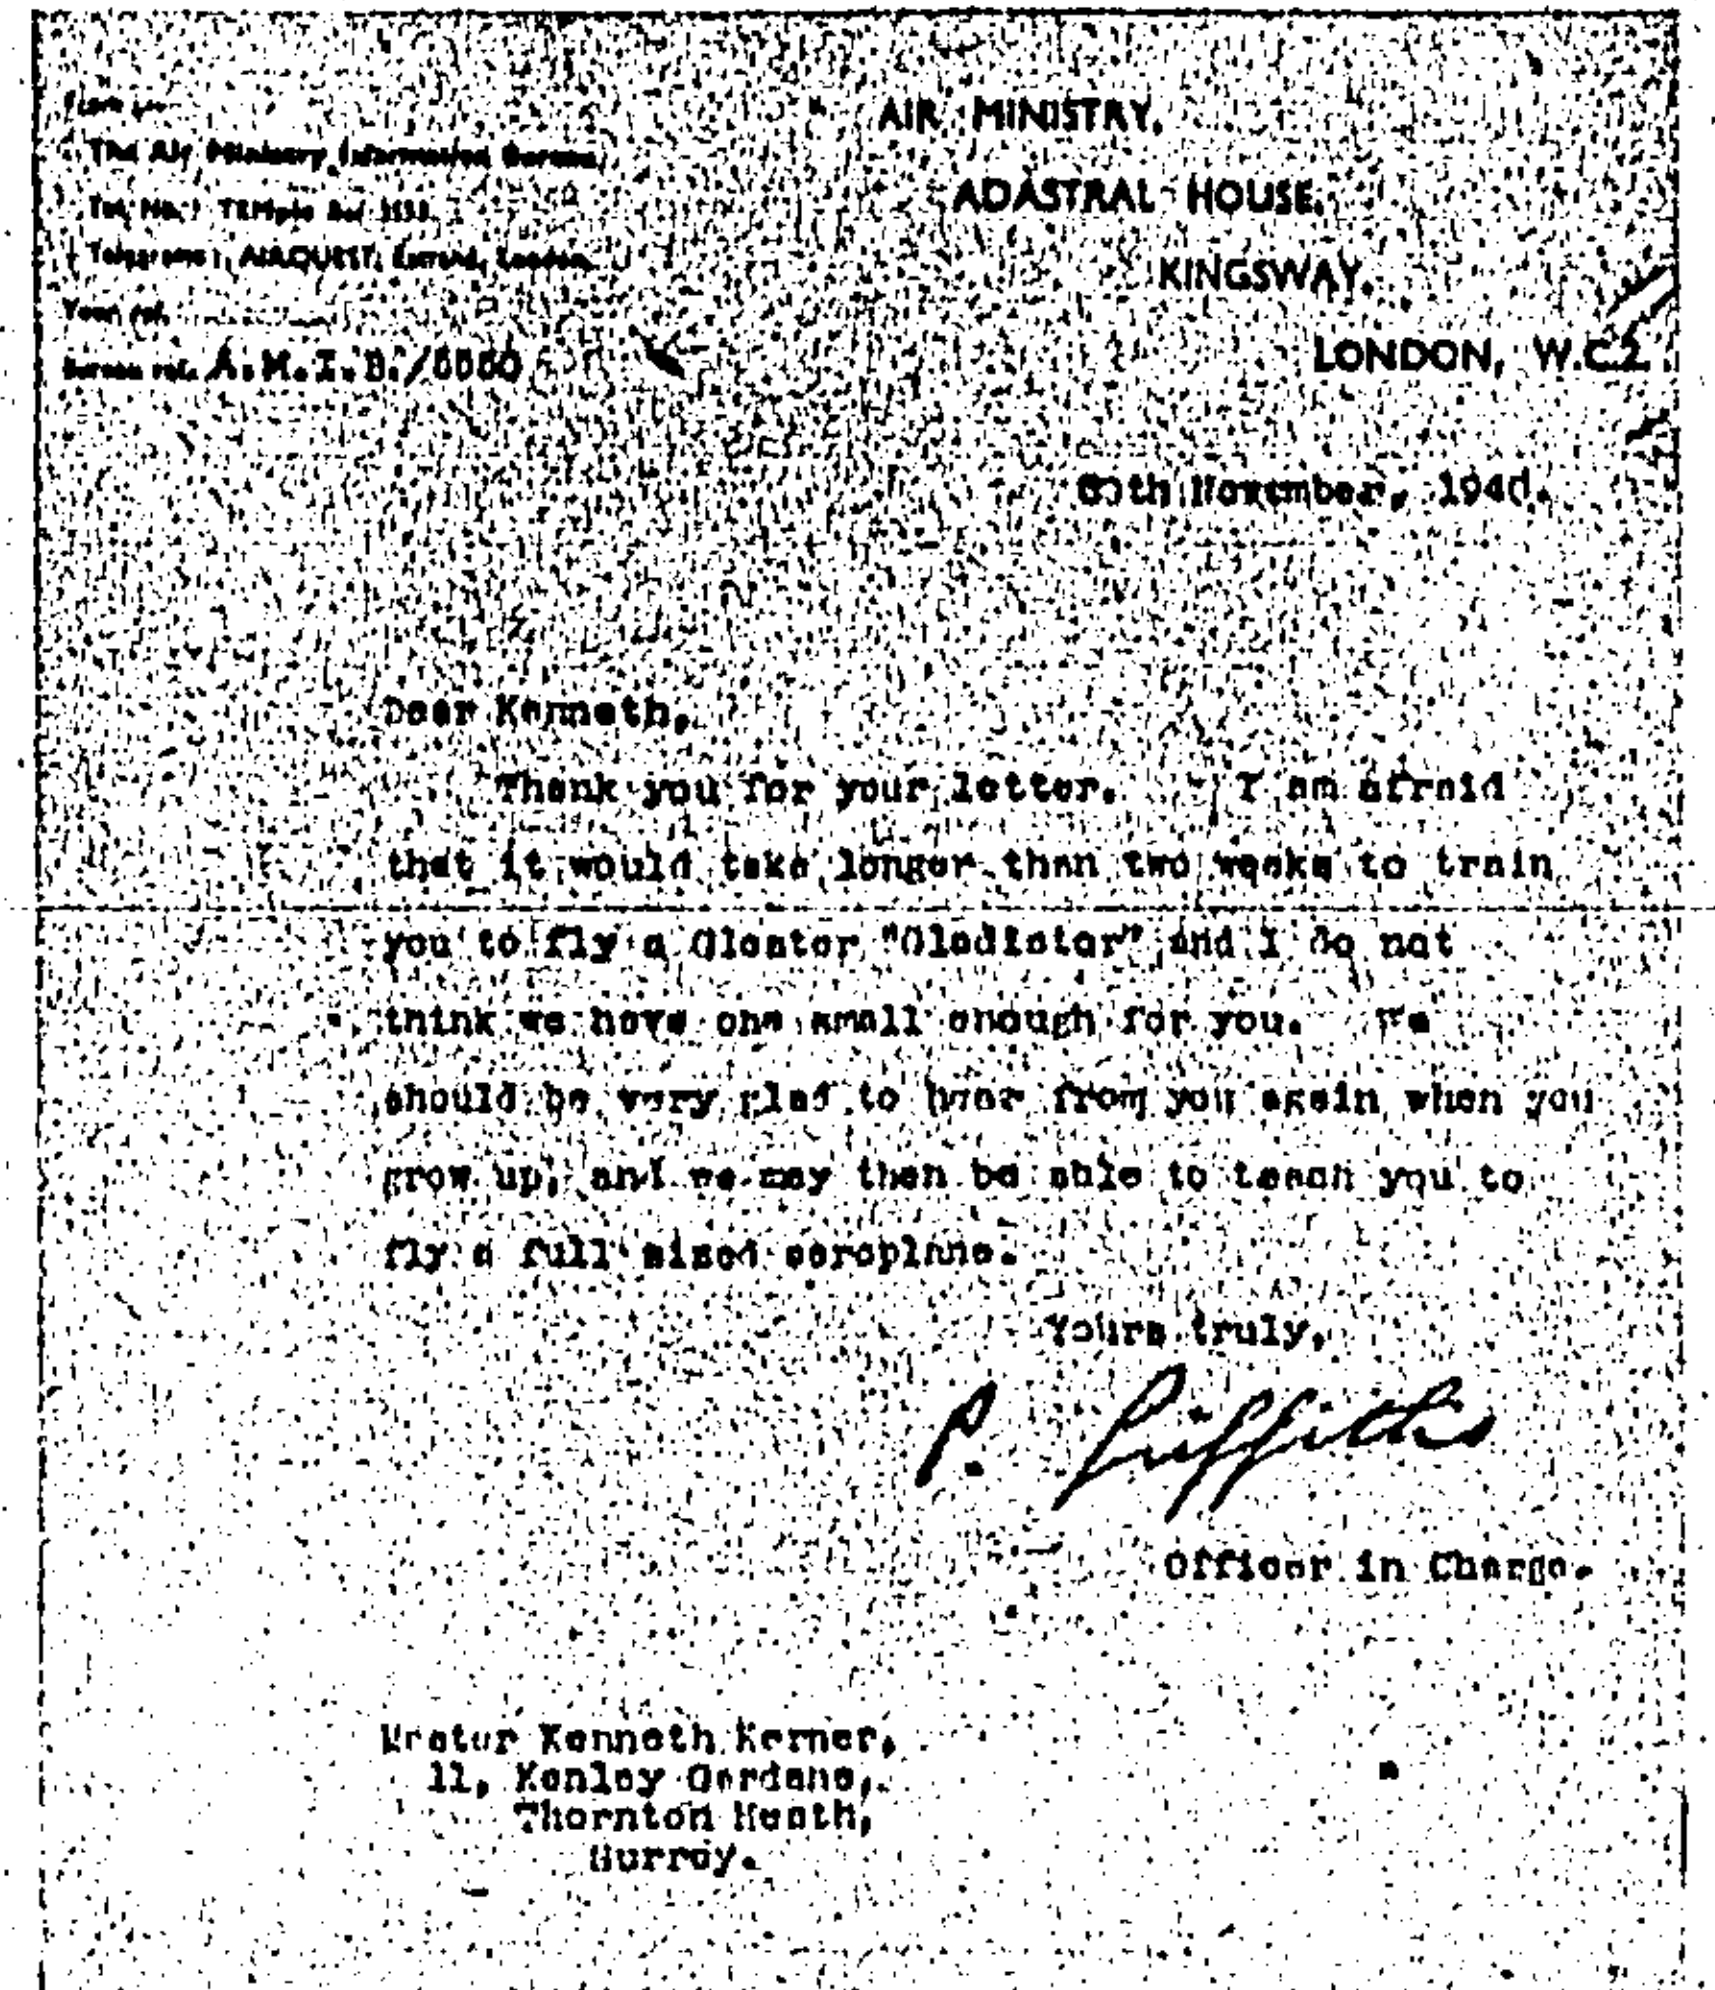 The Air Ministry Information Bureau
Tel. No.: TEMple Bar
Telegrams: AIRQUEST, Estrand, London.
Your ref.
Bureau ref. A.M.I.B./
AIR MINISTRY,
ADASTRAL HOUSE,
KINGSWAY,
LONDON, W.C.2.
November, 1940.
Dear Kenneth,
Thank you for your letter. I am afraid
that it would take longer than two weeks to train
you to fly a Gloster "Gladiator" and I do not
think we have one small enough for you. We
should be very glad to hear from you again when you
grow up, and we may then be able to teach you to
fly a full sized aeroplane.
Yours truly,
P. Griffiths
Officer in Charge.
Master Kenneth
11, Kenley Gardens,
Thornton Heath,
Surrey.